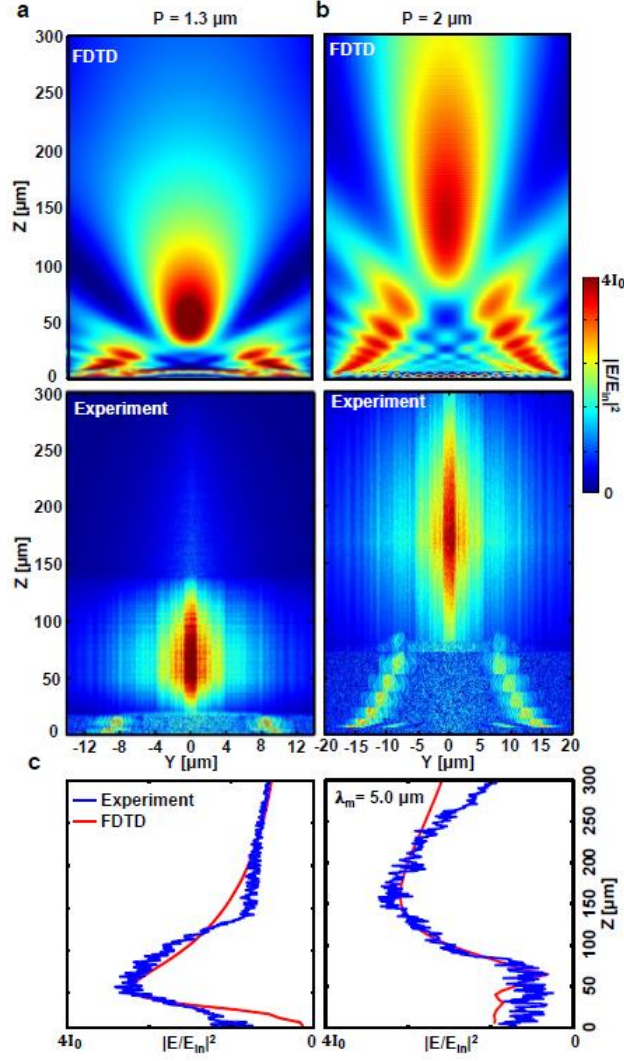 a
P = 1.3 µm
b
P = 2 µm
FDTD
FDTD
300
250
200
150
100
50
0
Z [µm]
4I₀
|E/Eᵢₙ|²
0
Experiment
Experiment
300
250
200
150
100
50
0
Z [µm]
-12 -8 -4 0 4 8 12
Y [µm]
-20 -15 -10 -5 0 5 10 15 20
Y [µm]
c
Experiment
FDTD
λₘ = 5.0 µm
300
250
200
150
100
50
0
Z [µm]
4I₀ |E/Eᵢₙ|² 0
4I₀ |E/Eᵢₙ|² 0